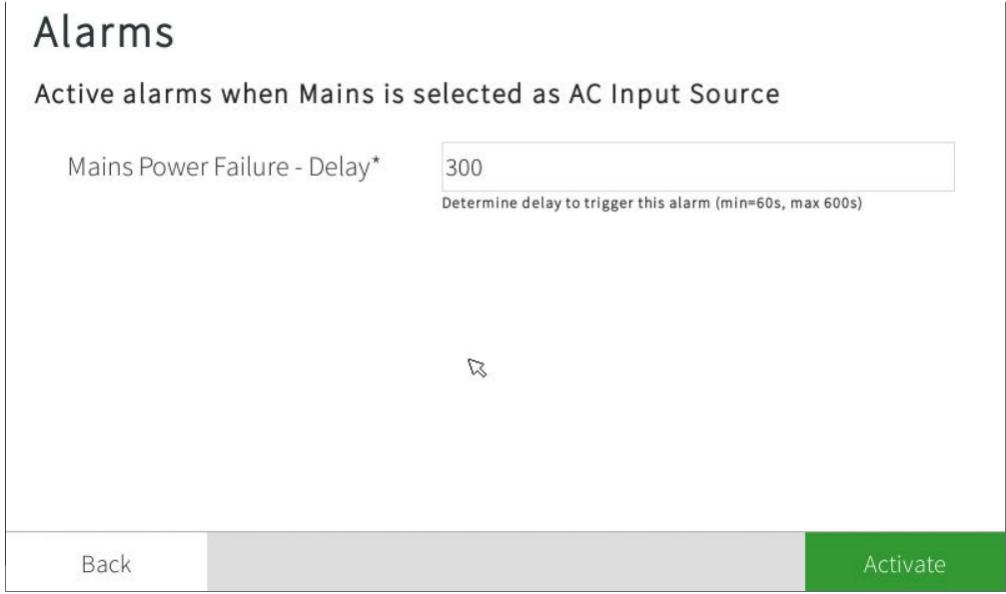 Alarms
Active alarms when Mains is selected as AC Input Source
Mains Power Failure - Delay*
300
Determine delay to trigger this alarm (min=60s, max 600s)
Back
Activate